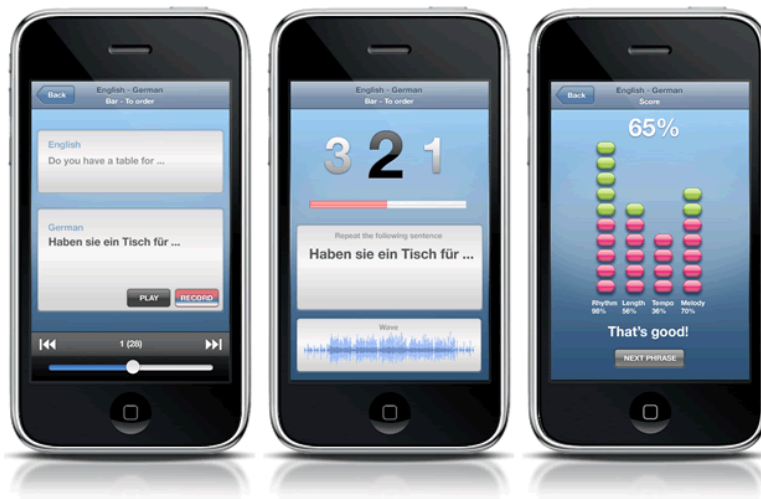 English - German
Back
Bar - To order
English
Do you have a table for ...
German
Haben sie ein Tisch für ...
PLAY
RECORD
1 (28)
English - German
Bar - To order
3 2 1
Repeat the following sentence
Haben sie ein Tisch für ...
Wave
English - German
Back
Score
65%
Rhythm Length Tempo Melody
98% 56% 36% 70%
That's good!
NEXT PHRASE